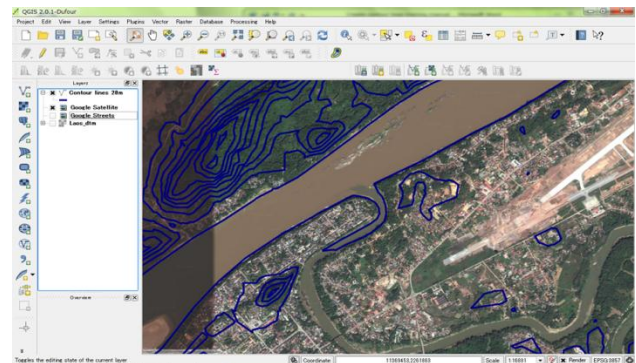 QGIS 2.0.1-Dufour
Project Edit View Layer Settings Plugins Vector Raster Database Processing Help
Layers
Contour lines 20m
Google Satellite
Google Streets
Laos_dtm
Overview
Toggles the editing state of the current layer
Coordinate:
Scale
Render
EPSG:3857